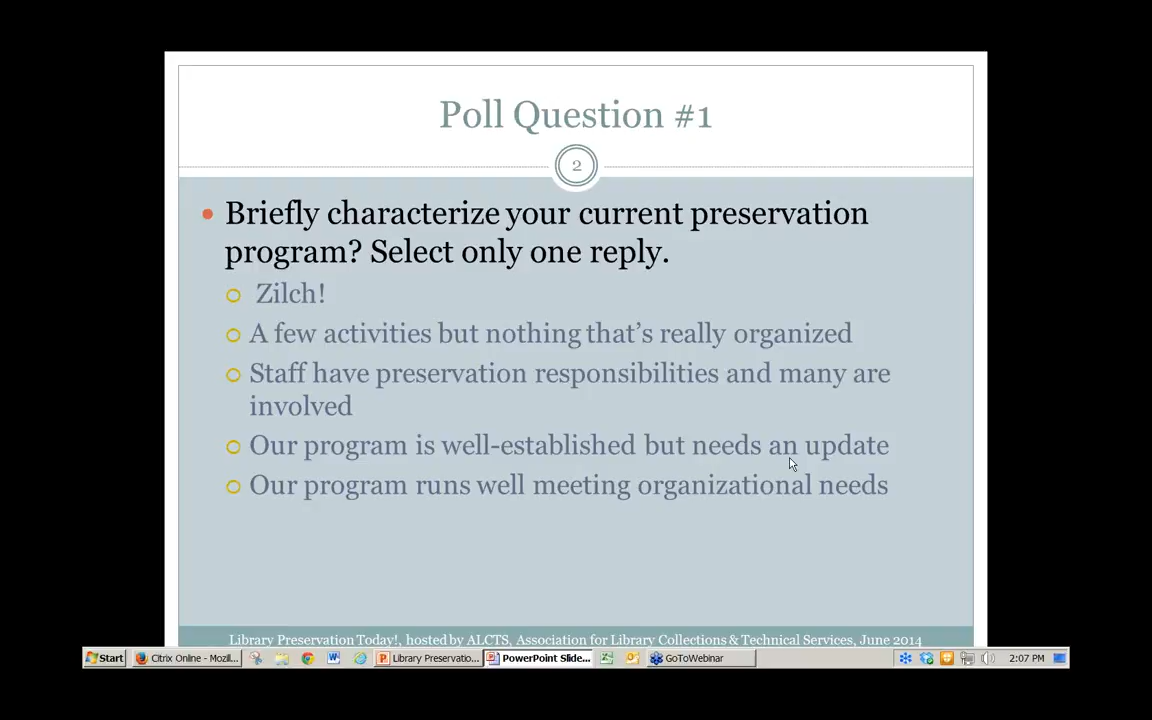 Poll Question #1
2
Briefly characterize your current preservation
program? Select only one reply.
Zilch!
A few activities but nothing that's really organized
Staff have preservation responsibilities and many are
involved
Our program is well-established but needs an update
Our program runs well meeting organizational needs
Library Preservation Today!, hosted by ALCTS, Association for Library Collections & Technical Services, June 2014
Start Citrix Online - Mozil... Library Preservatio... PowerPoint Slide... GoToWebinar 2:07 PM